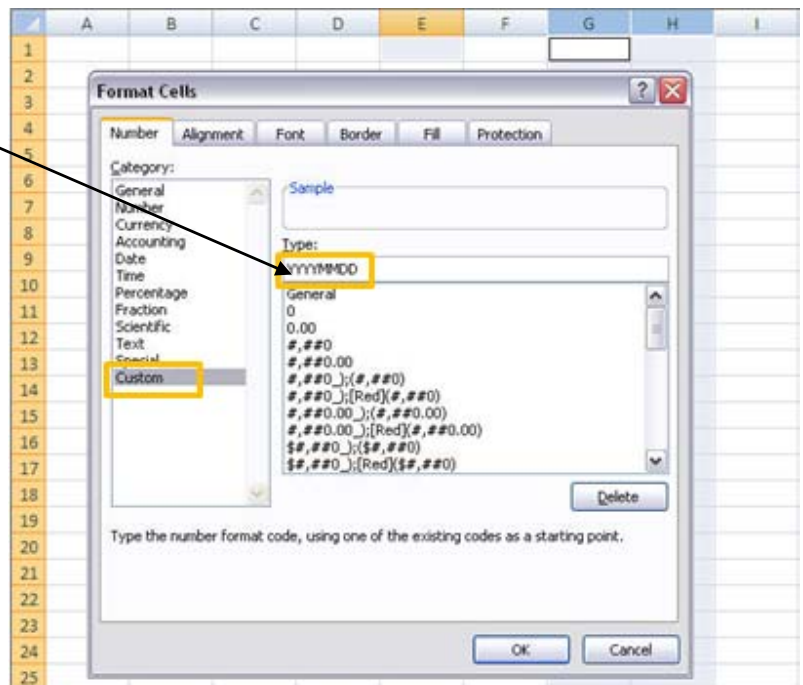 A B C D E F G H I
1
2
3
4
5
6
7
8
9
10
11
12
13
14
15
16
17
18
19
20
21
22
23
24
25
Format Cells
?
Number Alignment Font Border Fill Protection
Category:
General
Number
Currency
Accounting
Date
Time
Percentage
Fraction
Scientific
Text
Special
Custom
Sample
Type:
YYYYMMDD
General
0
0.00
#,##0
#,##0.00
#,##0_);(#,##0)
#,##0_);[Red](#,##0)
#,##0.00_);(#,##0.00)
#,##0.00_);[Red](#,##0.00)
$#,##0_);($#,##0)
$#,##0_);[Red]($#,##0)
Delete
Type the number format code, using one of the existing codes as a starting point.
OK Cancel